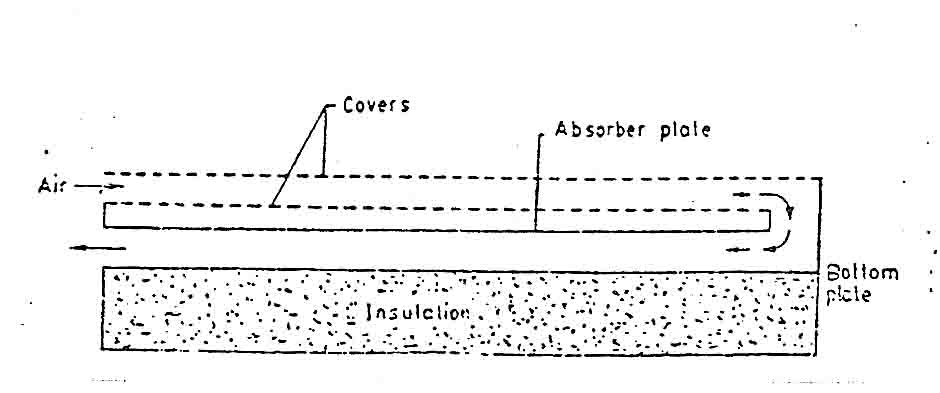 Covers
Absorber plate
Air
Bottom
plate
Insulation